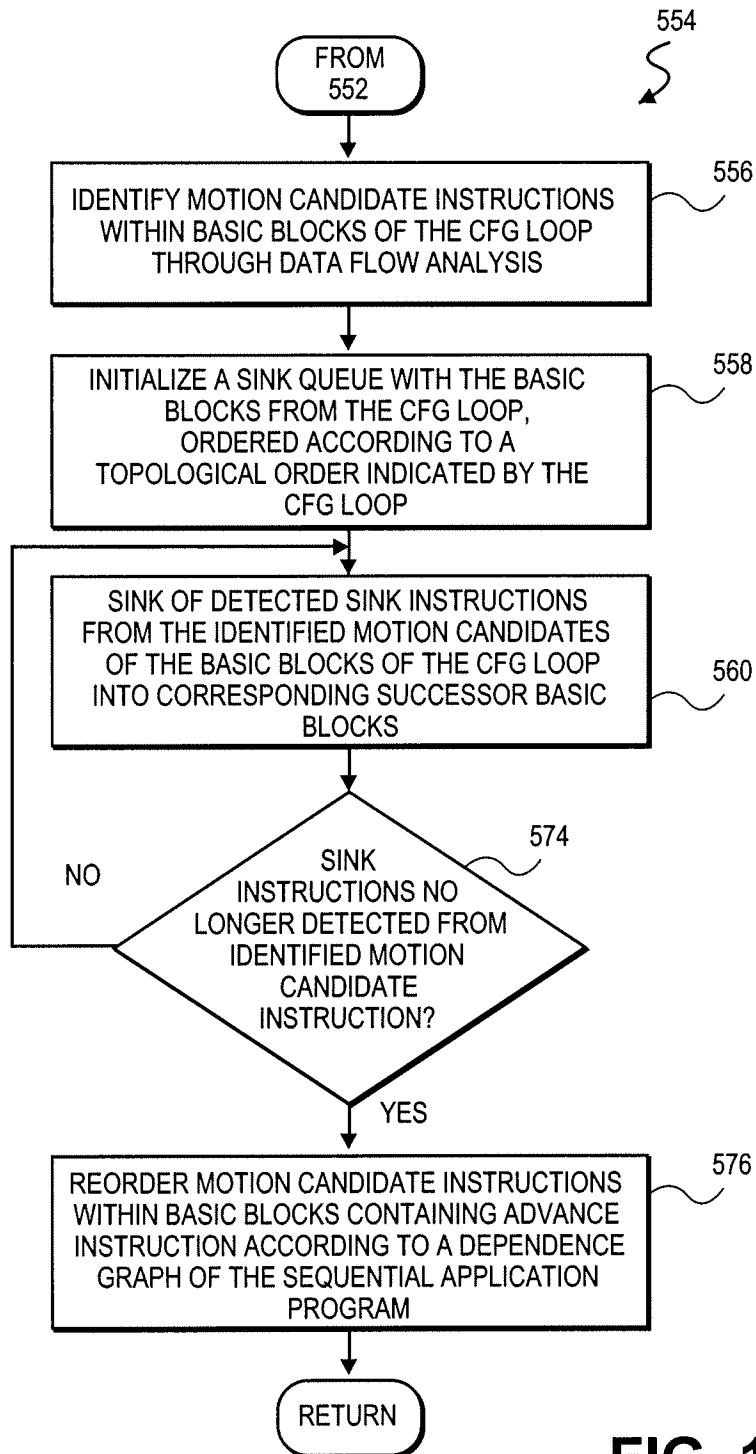 554
FROM
552
556
IDENTIFY MOTION CANDIDATE INSTRUCTIONS
WITHIN BASIC BLOCKS OF THE CFG LOOP
THROUGH DATA FLOW ANALYSIS
558
INITIALIZE A SINK QUEUE WITH THE BASIC
BLOCKS FROM THE CFG LOOP,
ORDERED ACCORDING TO A
TOPOLOGICAL ORDER INDICATED BY THE
CFG LOOP
SINK OF DETECTED SINK INSTRUCTIONS
FROM THE IDENTIFIED MOTION CANDIDATES
OF THE BASIC BLOCKS OF THE CFG LOOP
INTO CORRESPONDING SUCCESSOR BASIC
BLOCKS
560
574
SINK
INSTRUCTIONS NO
LONGER DETECTED FROM
IDENTIFIED MOTION
CANDIDATE
INSTRUCTION?
NO
YES
576
REORDER MOTION CANDIDATE INSTRUCTIONS
WITHIN BASIC BLOCKS CONTAINING ADVANCE
INSTRUCTION ACCORDING TO A DEPENDENCE
GRAPH OF THE SEQUENTIAL APPLICATION
PROGRAM
RETURN
FIG.